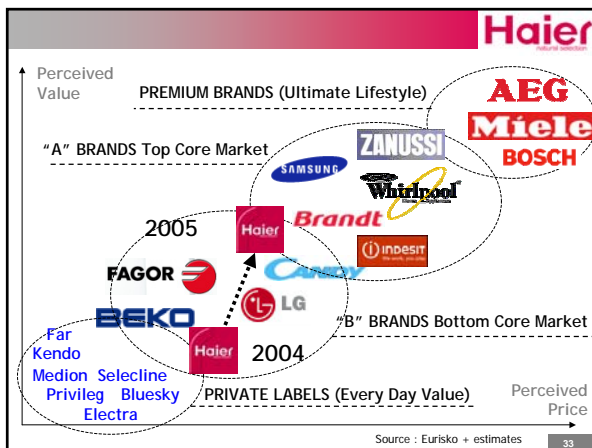 Haier
natural selection
Perceived
Value
PREMIUM BRANDS (Ultimate Lifestyle)
AEG
Miele
BOSCH
"A" BRANDS Top Core Market
ZANUSSI
SAMSUNG
Whirlpool
Brandt
2005
Haier
INDESIT
FAGOR
CANDY
LG
BEKO
"B" BRANDS Bottom Core Market
Far
Kendo
Haier
2004
Medion Selecline
Privileg Bluesky
Electra
PRIVATE LABELS (Every Day Value)
Perceived
Price
Source : Eurisko + estimates
33